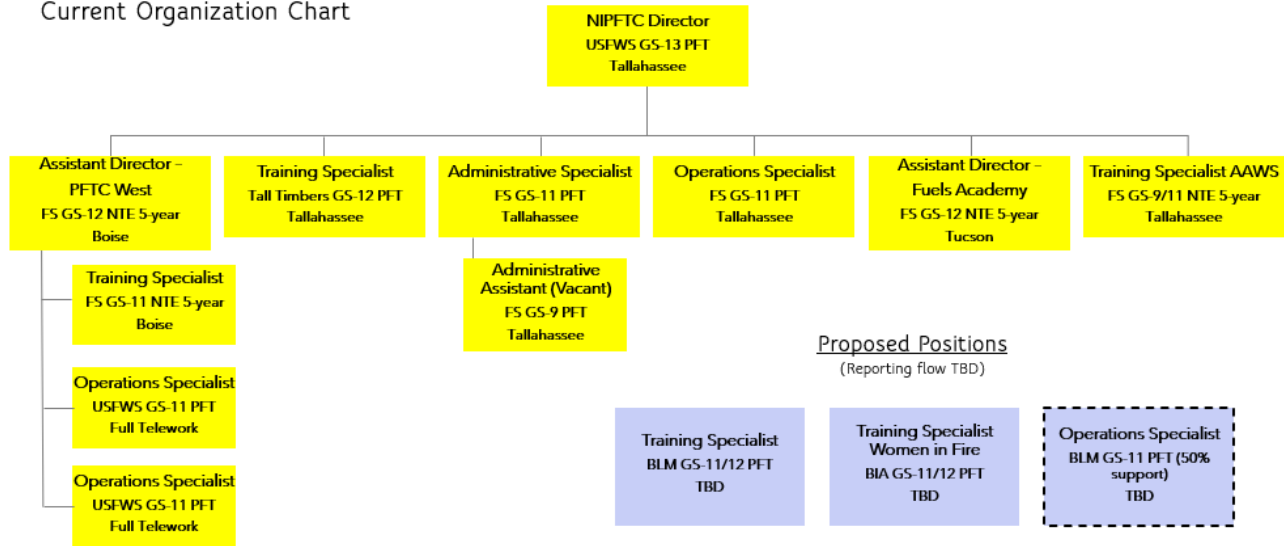 Current Organization Chart
NIPFTC Director
USFWS GS-13 PFT
Tallahassee
Assistant Director –
PFTC West
FS GS-12 NTE 5-year
Boise
Training Specialist
Tall Timbers GS-12 PFT
Tallahassee
Administrative Specialist
FS GS-11 PFT
Tallahassee
Operations Specialist
FS GS-11 PFT
Tallahassee
Assistant Director –
Fuels Academy
FS GS-12 NTE 5-year
Tucson
Training Specialist AAWS
FS GS-9/11 NTE 5-year
Tallahassee
Training Specialist
FS GS-11 NTE 5-year
Boise
Operations Specialist
USFWS GS-11 PFT
Full Telework
Operations Specialist
USFWS GS-11 PFT
Full Telework
Administrative
Assistant (Vacant)
FS GS-9 PFT
Tallahassee
Proposed Positions
(Reporting flow TBD)
Training Specialist
BLM GS-11/12 PFT
TBD
Training Specialist
Women in Fire
BIA GS-11/12 PFT
TBD
Operations Specialist
BLM GS-11 PFT (50%
support)
TBD